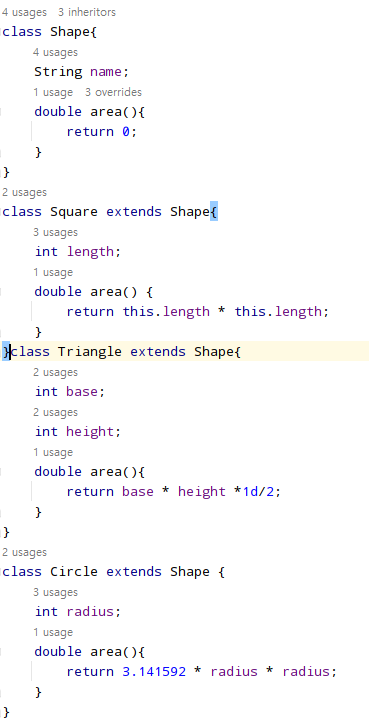 4 usages   3 inheritors
class Shape{
    4 usages
    String name;
    1 usage   3 overrides
    double area(){
        return 0;
    }
}
2 usages
class Square extends Shape{
    3 usages
    int length;
    1 usage
    double area() {
        return this.length * this.length;
    }
}class Triangle extends Shape{
    2 usages
    int base;
    2 usages
    int height;
    1 usage
    double area(){
        return base * height *1d/2;
    }
}
2 usages
class Circle extends Shape {
    3 usages
    int radius;
    1 usage
    double area(){
        return 3.141592 * radius * radius;
    }
}